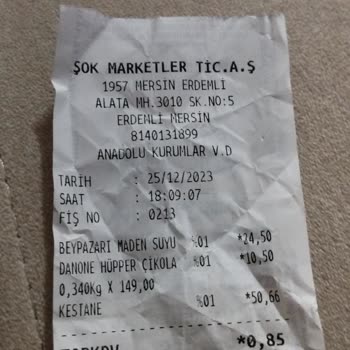 ŞOK MARKETLER TİC.A.Ş
1957 MERSİN ERDEMLİ
ALATA MH.3010 SK.NO:5
ERDEMLİ MERSİN
8140131899
ANADOLU KURUMLAR V.D
TARİH : 25/12/2023
SAAT : 18:09:07
FİŞ NO : 0213
BEYPAZARI MADEN SUYU %01 *24,50
DANONE HÜPPER ÇİKOLA %01 *10,50
0,340Kg X 149,00
KESTANE %01 *50,66
TOPKDV *0,85